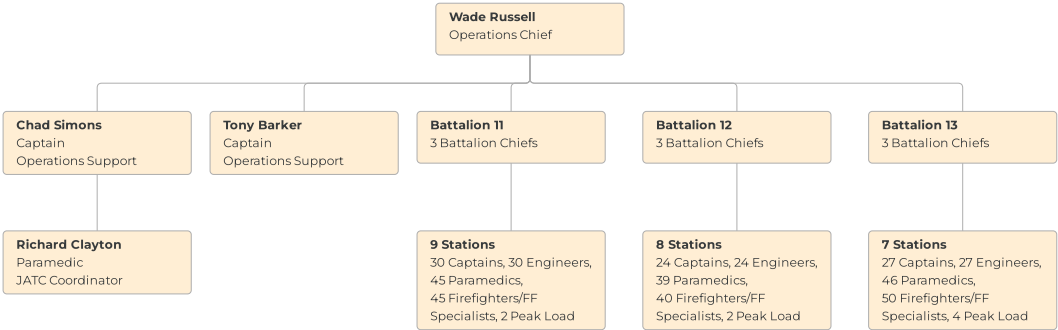 Wade Russell
Operations Chief
Chad Simons
Captain
Operations Support
Tony Barker
Captain
Operations Support
Battalion 11
3 Battalion Chiefs
Battalion 12
3 Battalion Chiefs
Battalion 13
3 Battalion Chiefs
Richard Clayton
Paramedic
JATC Coordinator
9 Stations
30 Captains, 30 Engineers,
45 Paramedics,
45 Firefighters/FF
Specialists, 2 Peak Load
8 Stations
24 Captains, 24 Engineers,
39 Paramedics,
40 Firefighters/FF
Specialists, 2 Peak Load
7 Stations
27 Captains, 27 Engineers,
46 Paramedics,
50 Firefighters/FF
Specialists, 4 Peak Load